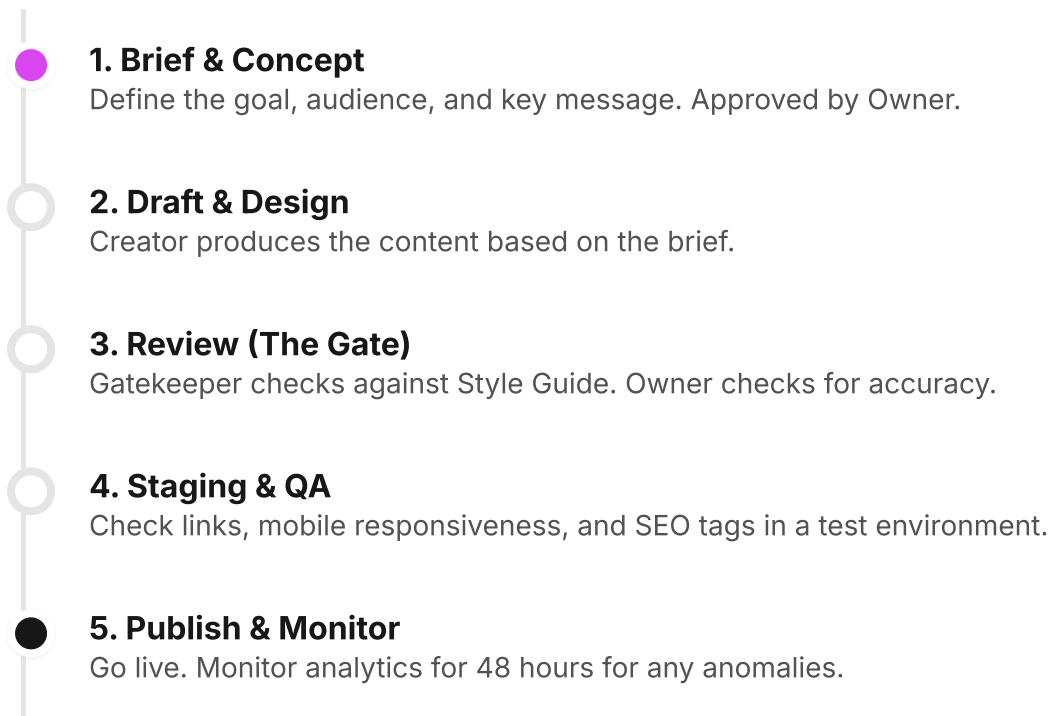 1. Brief & Concept
Define the goal, audience, and key message. Approved by Owner.
2. Draft & Design
Creator produces the content based on the brief.
3. Review (The Gate)
Gatekeeper checks against Style Guide. Owner checks for accuracy.
4. Staging & QA
Check links, mobile responsiveness, and SEO tags in a test environment.
5. Publish & Monitor
Go live. Monitor analytics for 48 hours for any anomalies.